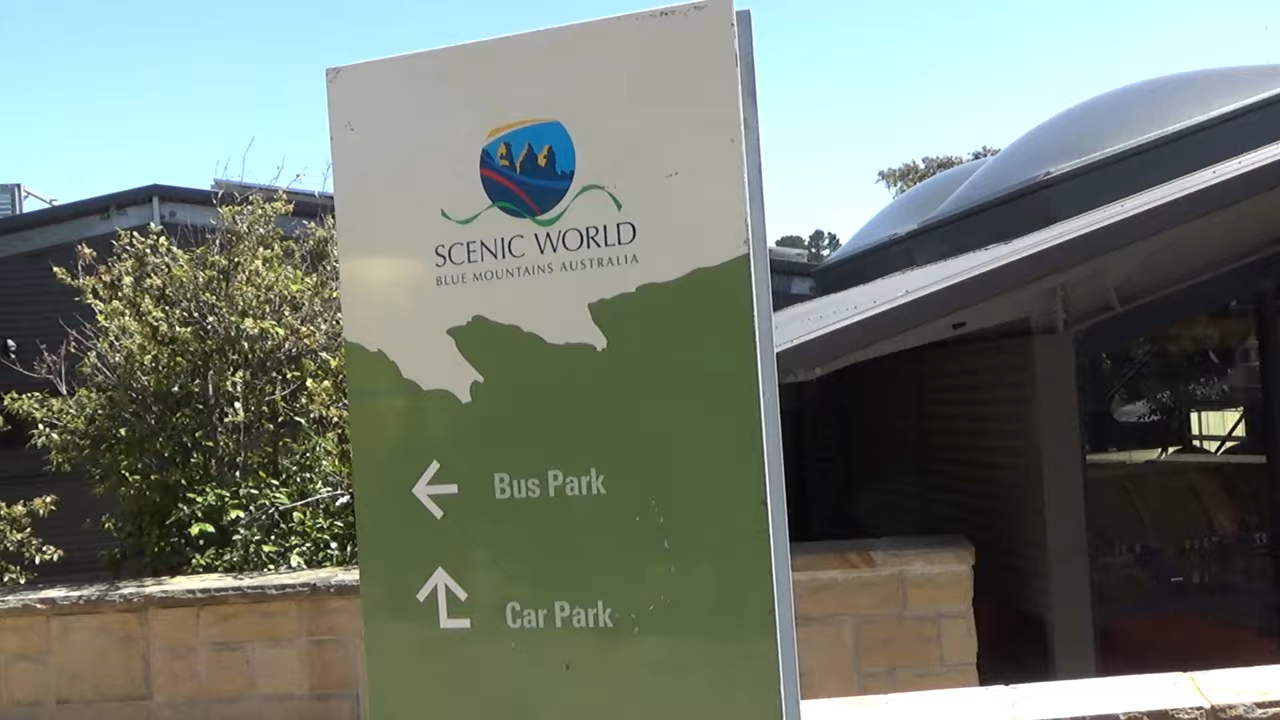 SCENIC WORLD
BLUE MOUNTAINS AUSTRALIA
Bus Park
Car Park